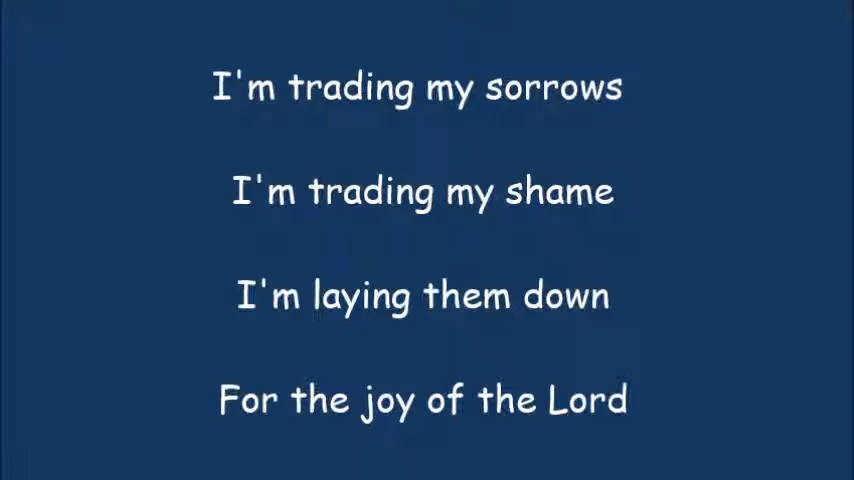 I'm trading my sorrows
I'm trading my shame
I'm laying them down
For the joy of the Lord